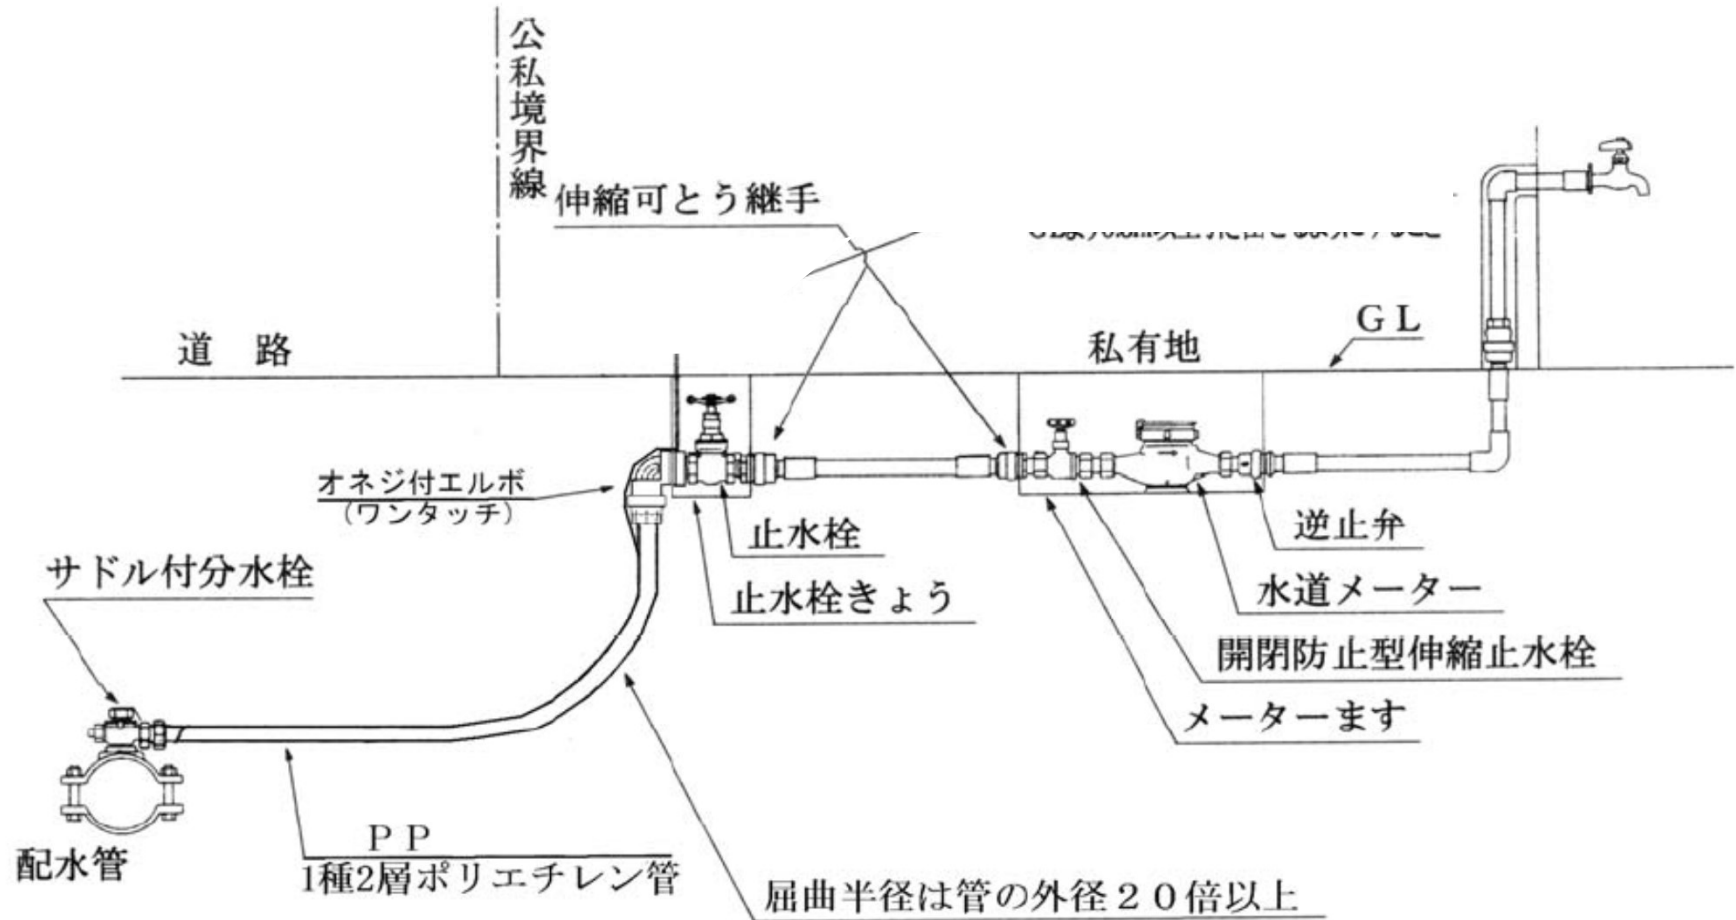 公私境界線
伸縮可とう継手
道 路
私有地
GL
オネジ付エルボ
(ワンタッチ)
止水栓
逆止弁
サドル付分水栓
止水栓きょう
水道メーター
開閉防止型伸縮止水栓
メーターます
PP
1種2層ポリエチレン管
配水管
屈曲半径は管の外径20倍以上